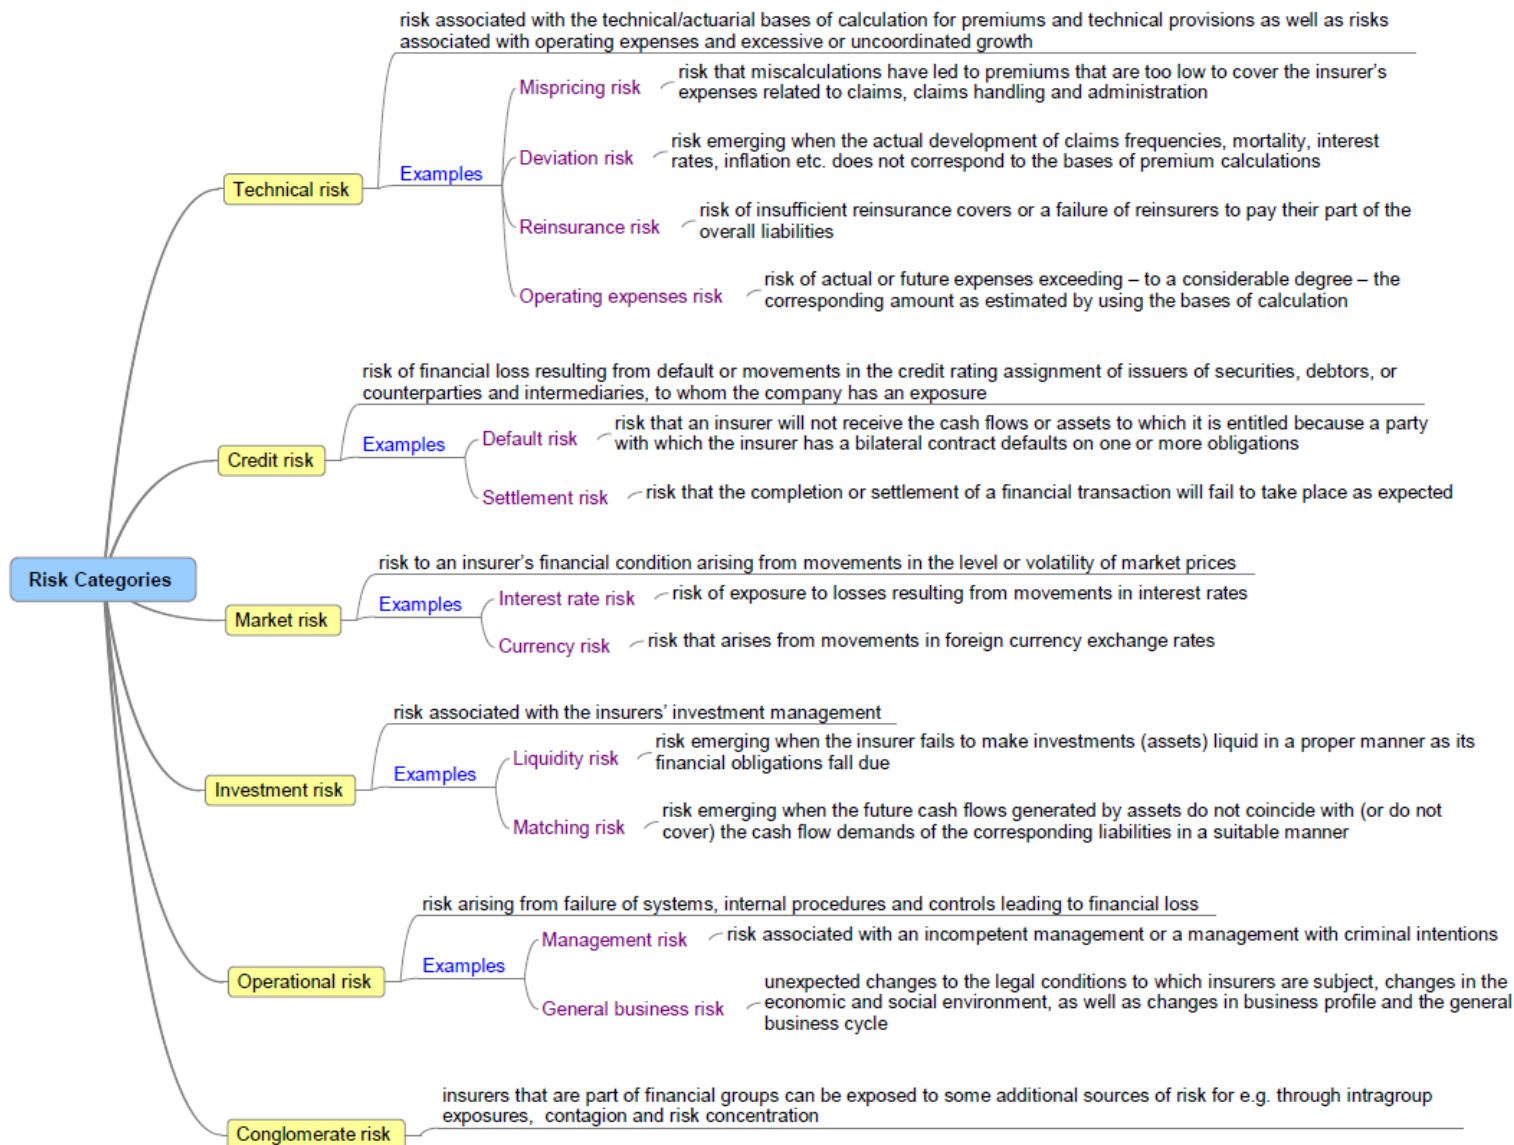 risk associated with the technical/actuarial bases of calculation for premiums and technical provisions as well as risks
associated with operating expenses and excessive or uncoordinated growth
Mispricing risk
risk that miscalculations have led to premiums that are too low to cover the insurer's
expenses related to claims, claims handling and administration
Deviation risk
risk emerging when the actual development of claims frequencies, mortality, interest
rates, inflation etc. does not correspond to the bases of premium calculations
Examples
Technical risk
Reinsurance risk
risk of insufficient reinsurance covers or a failure of reinsurers to pay their part of the
overall liabilities
Operating expenses risk
risk of actual or future expenses exceeding – to a considerable degree – the
corresponding amount as estimated by using the bases of calculation
risk of financial loss resulting from default or movements in the credit rating assignment of issuers of securities, debtors, or
counterparties and intermediaries, to whom the company has an exposure
Examples
Default risk
risk that an insurer will not receive the cash flows or assets to which it is entitled because a party
with which the insurer has a bilateral contract defaults on one or more obligations
Credit risk
Settlement risk
risk that the completion or settlement of a financial transaction will fail to take place as expected
Risk Categories
risk to an insurer's financial condition arising from movements in the level or volatility of market prices
Examples
Interest rate risk
risk of exposure to losses resulting from movements in interest rates
Market risk
Currency risk
risk that arises from movements in foreign currency exchange rates
risk associated with the insurers' investment management
Liquidity risk
risk emerging when the insurer fails to make investments (assets) liquid in a proper manner as its
financial obligations fall due
Examples
Investment risk
Matching risk
risk emerging when the future cash flows generated by assets do not coincide with (or do not
cover) the cash flow demands of the corresponding liabilities in a suitable manner
risk arising from failure of systems, internal procedures and controls leading to financial loss
Management risk
risk associated with an incompetent management or a management with criminal intentions
Examples
Operational risk
General business risk
unexpected changes to the legal conditions to which insurers are subject, changes in the
economic and social environment, as well as changes in business profile and the general
business cycle
insurers that are part of financial groups can be exposed to some additional sources of risk for e.g. through intragroup
exposures, contagion and risk concentration
Conglomerate risk